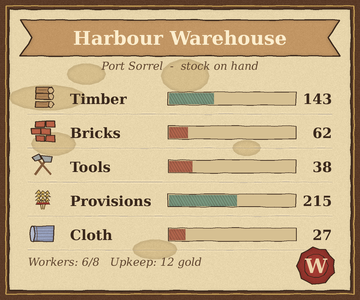 Harbour Warehouse
Port Sorrel - stock on hand
Timber 143
Bricks 62
Tools 38
Provisions 215
Cloth 27
Workers: 6/8 Upkeep: 12 gold
W